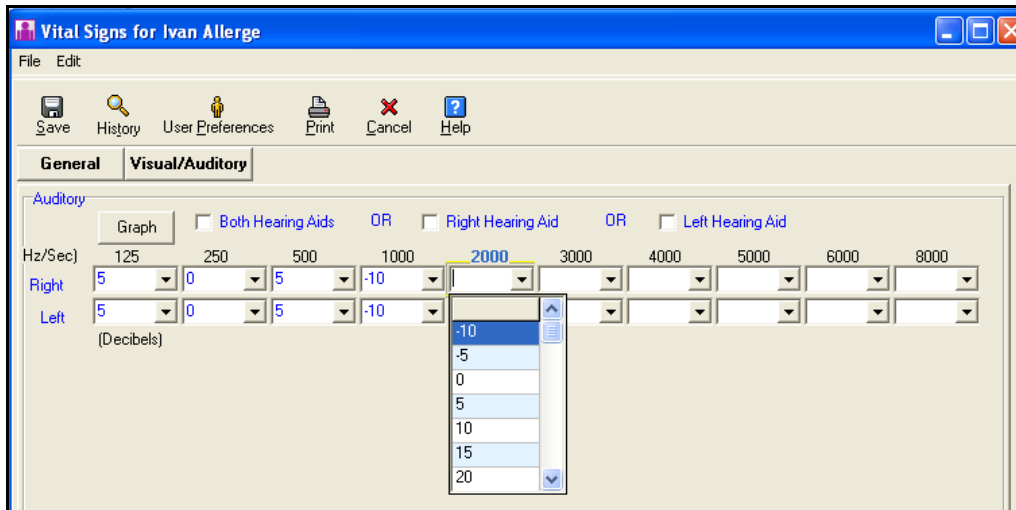 Vital Signs for Ivan Allerge
File Edit
Save History User Preferences Print Cancel Help
General Visual/Auditory
Auditory
Graph Both Hearing Aids OR Right Hearing Aid OR Left Hearing Aid
Hz/Sec) 125 250 500 1000 2000 3000 4000 5000 6000 8000
Right 5 0 5 -10
Left 5 0 5 -10
(Decibels)
-10
-5
0
5
10
15
20